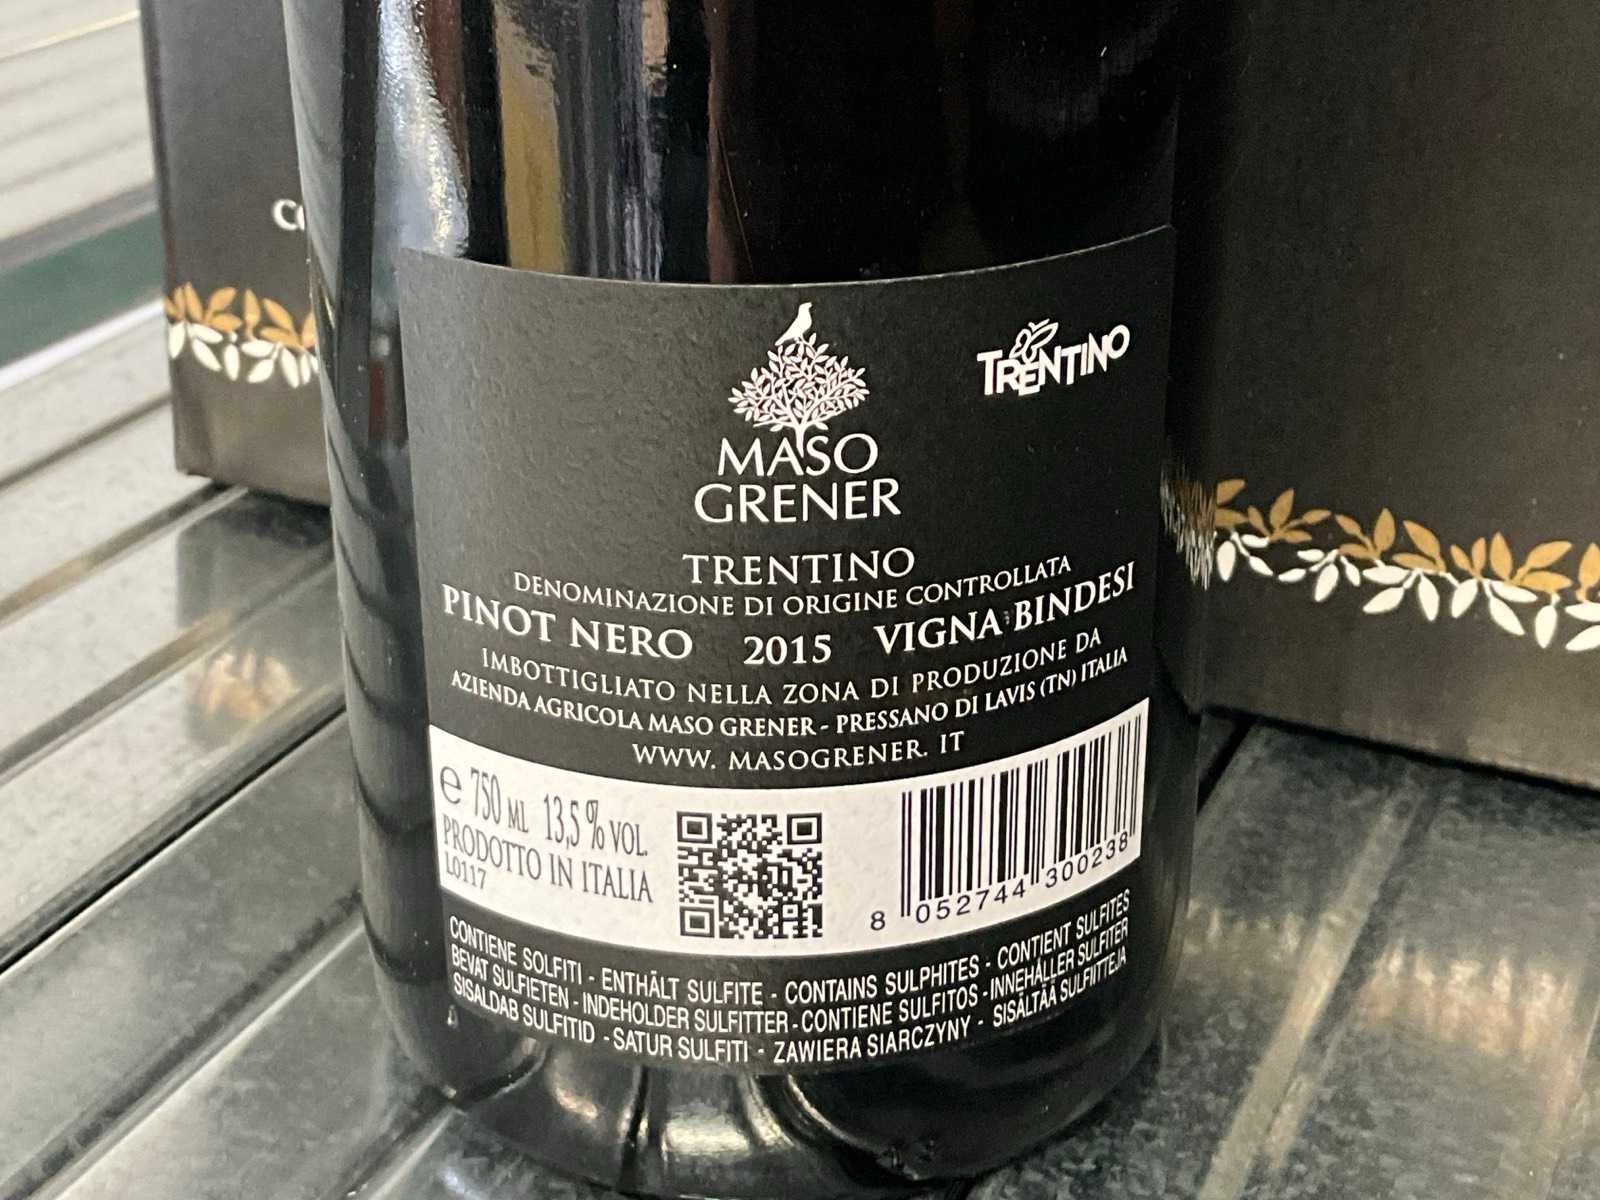 TRENTINO
MASO
GRENER
TRENTINO
DENOMINAZIONE DI ORIGINE CONTROLLATA
PINOT NERO 2015 VIGNA BINDESI
IMBOTTIGLIATO NELLA ZONA DI PRODUZIONE DA
AZIENDA AGRICOLA MASO GRENER - PRESSANO DI LAVIS (TN) ITALIA
WWW. MASOGRENER. IT
e 750 ML 13,5 % VOL.
PRODOTTO IN ITALIA
L0117
8 052744 300238
CONTIENE SOLFITI - ENTHÄLT SULFITE - CONTAINS SULPHITES - CONTIENT SULFITES
BEVAT SULFIETEN - INDEHOLDER SULFITTER - CONTIENE SULFITOS - INNEHÅLLER SULFITER
SISALDAB SULFITID - SATUR SULFITI - ZAWIERA SIARCZYNY - SISÄLTÄÄ SULFIITTEJA